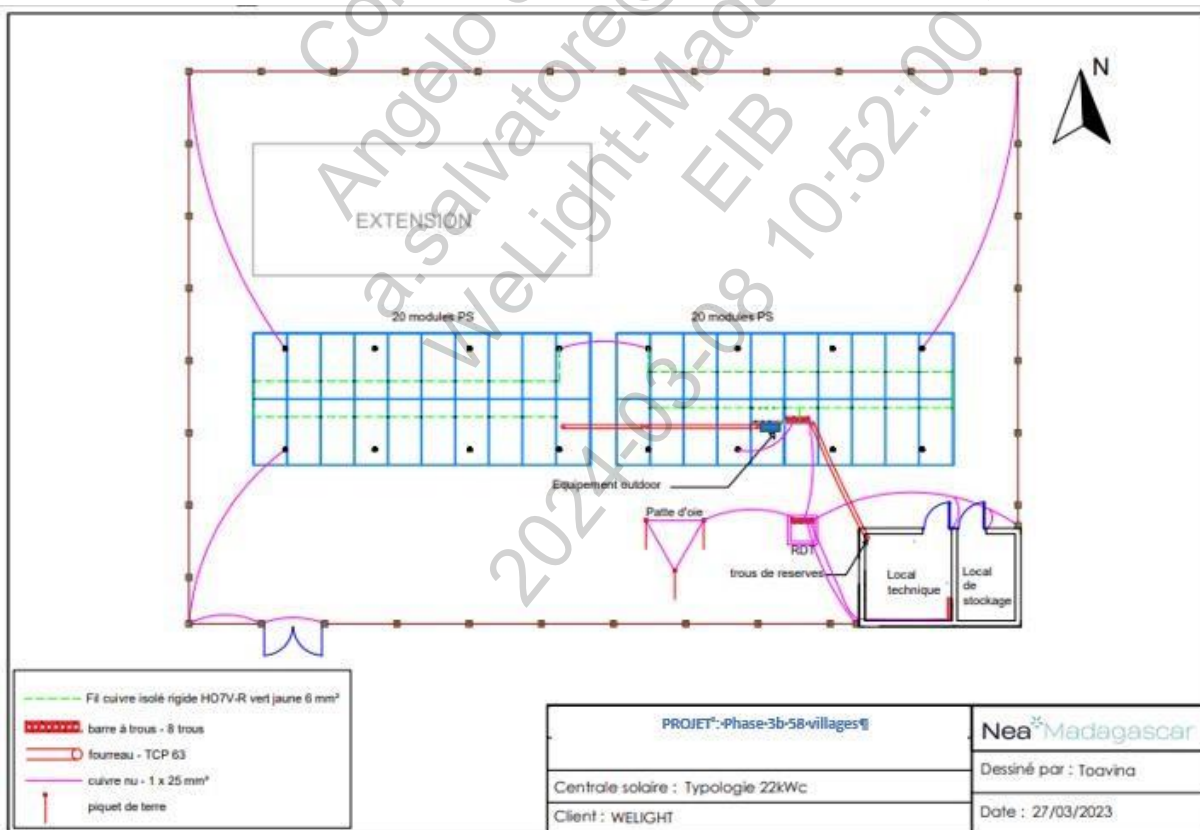 Angelo
a.salvatore@
WeLight-Mada
EIB
2024-03-08 10:52:00
N
EXTENSION
20 modules PS
20 modules PS
Equipement outdoor
Patte d'oie
RDT
trous de reserves
Local
technique
Local
de
stockage
Fil cuivre isolé rigide HO7V-R vert jaune 6 mm²
barre à trous - 8 trous
fourreau - TCP 63
cuivre nu - 1 x 25 mm²
piquet de terre
PROJET°:·Phase·3b·58·villages¶
Centrale solaire : Typologie 22kWc
Client : WELIGHT
Nea Madagascar
Dessiné par : Toavina
Date : 27/03/2023